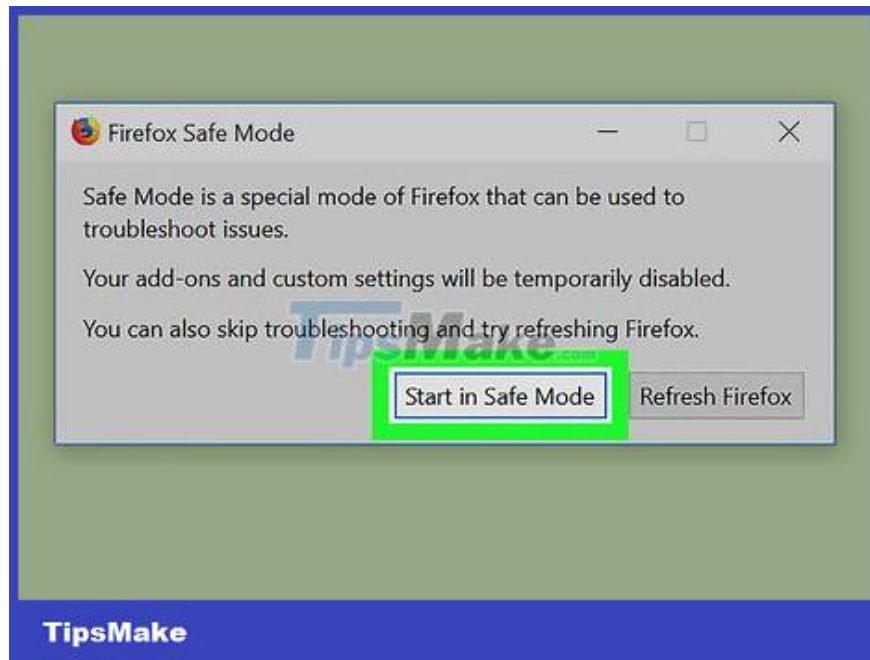 Firefox Safe Mode
Safe Mode is a special mode of Firefox that can be used to
troubleshoot issues.
Your add-ons and custom settings will be temporarily disabled.
You can also skip troubleshooting and try refreshing Firefox.
TipsMake.com
Start in Safe Mode
Refresh Firefox
TipsMake